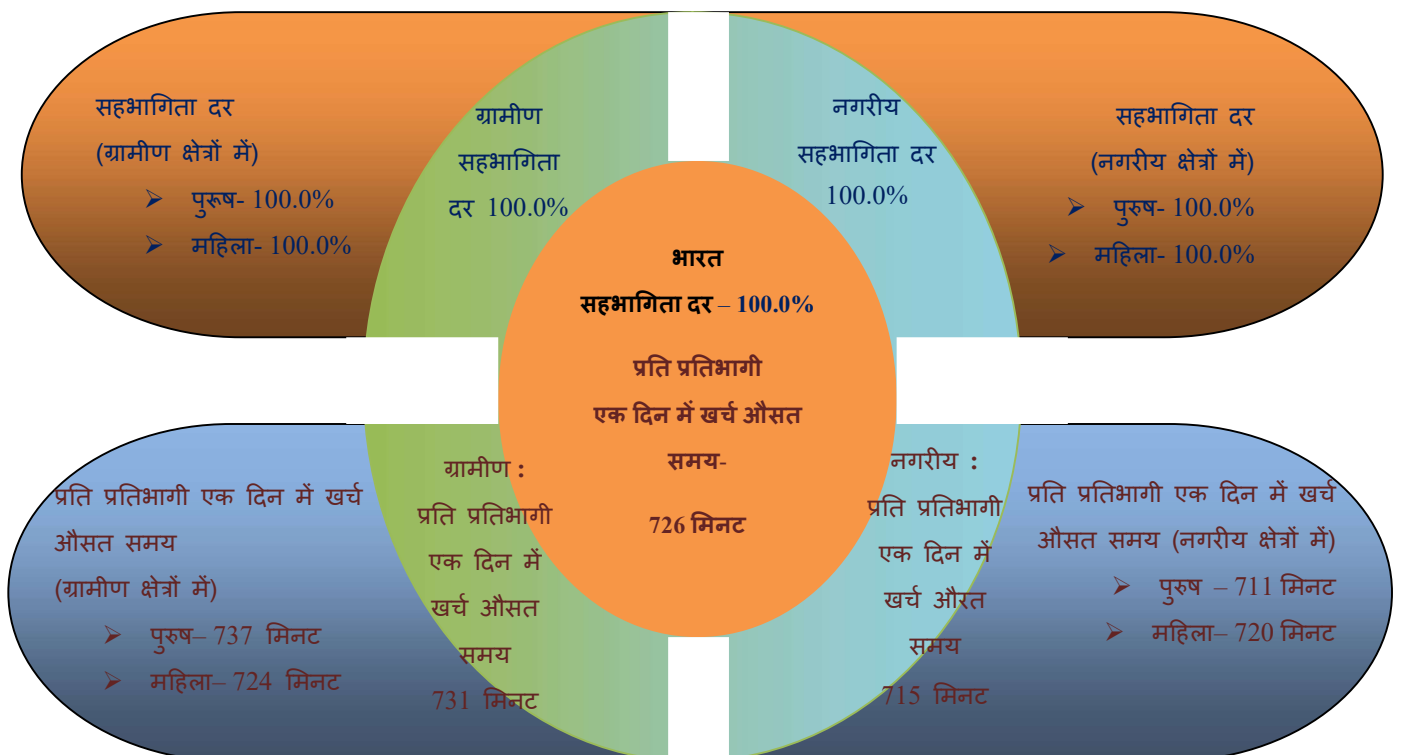 सहभागिता दर
(ग्रामीण क्षेत्रों में)
➢ पुरूष- 100.0%
➢ महिला- 100.0%
ग्रामीण
सहभागिता
दर 100.0%
नगरीय
सहभागिता दर
100.0%
सहभागिता दर
(नगरीय क्षेत्रों में)
➢ पुरुष- 100.0%
➢ महिला- 100.0%
भारत
सहभागिता दर – 100.0%
प्रति प्रतिभागी
एक दिन में खर्च औसत
समय-
726 मिनट
प्रति प्रतिभागी एक दिन में खर्च
औसत समय
(ग्रामीण क्षेत्रों में)
➢ पुरुष– 737 मिनट
➢ महिला– 724 मिनट
ग्रामीण :
प्रति प्रतिभागी
एक दिन में
खर्च औसत
समय
731 मिनट
नगरीय :
प्रति प्रतिभागी
एक दिन में
खर्च औरत
समय
715 मिनट
प्रति प्रतिभागी एक दिन में खर्च
औसत समय (नगरीय क्षेत्रों में)
➢ पुरुष – 711 मिनट
➢ महिला– 720 मिनट